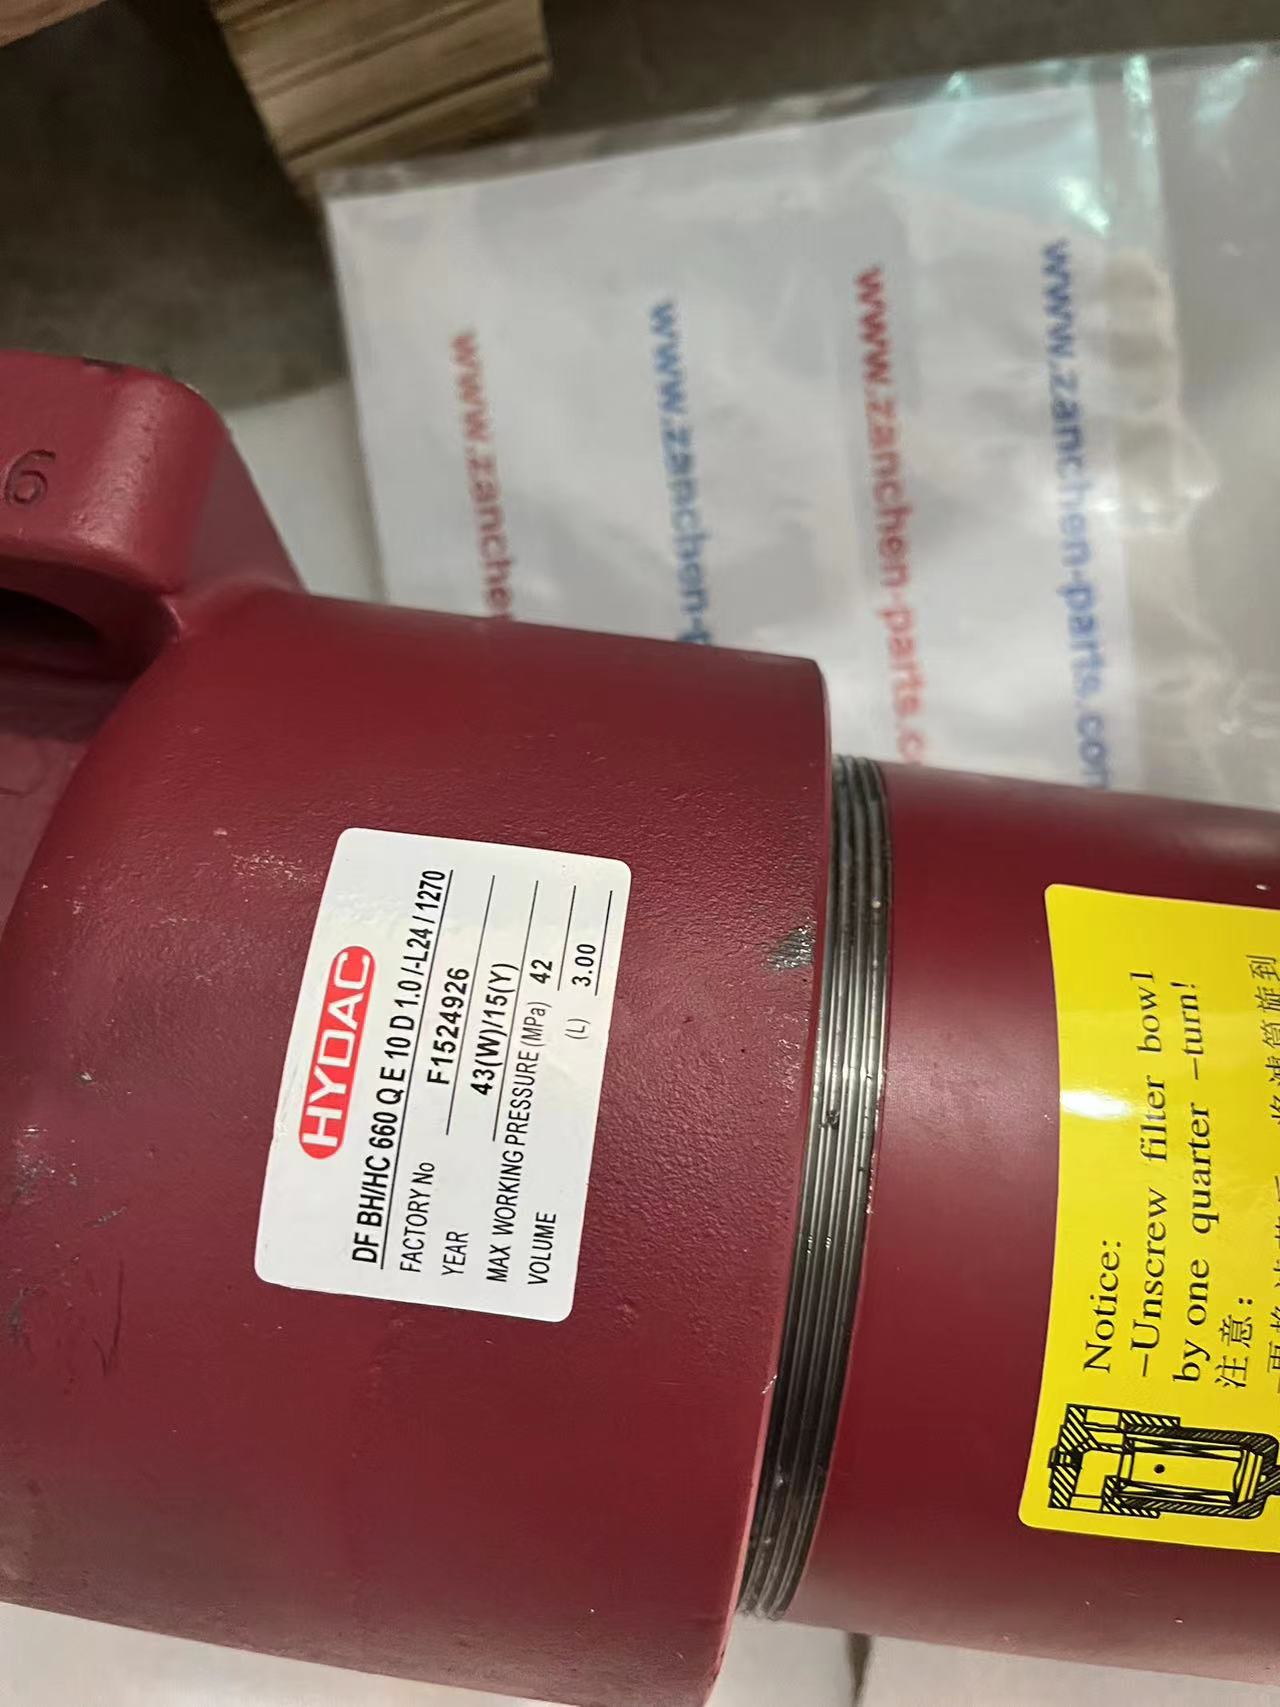 HYDAC
DF BH/HC 660 Q E 10 D 1.0 /-L24 / 1270
FACTORY No F1524926
YEAR 43(W)/15(Y)
MAX WORKING PRESSURE (MPa) 42
VOLUME (L) 3.00
Notice:
-Unscrew filter bowl
by one quarter -turn!
注意:
www.zanche
www.zanchen-p
www.zanchen-parts.c
www.zanchen-parts.com
6